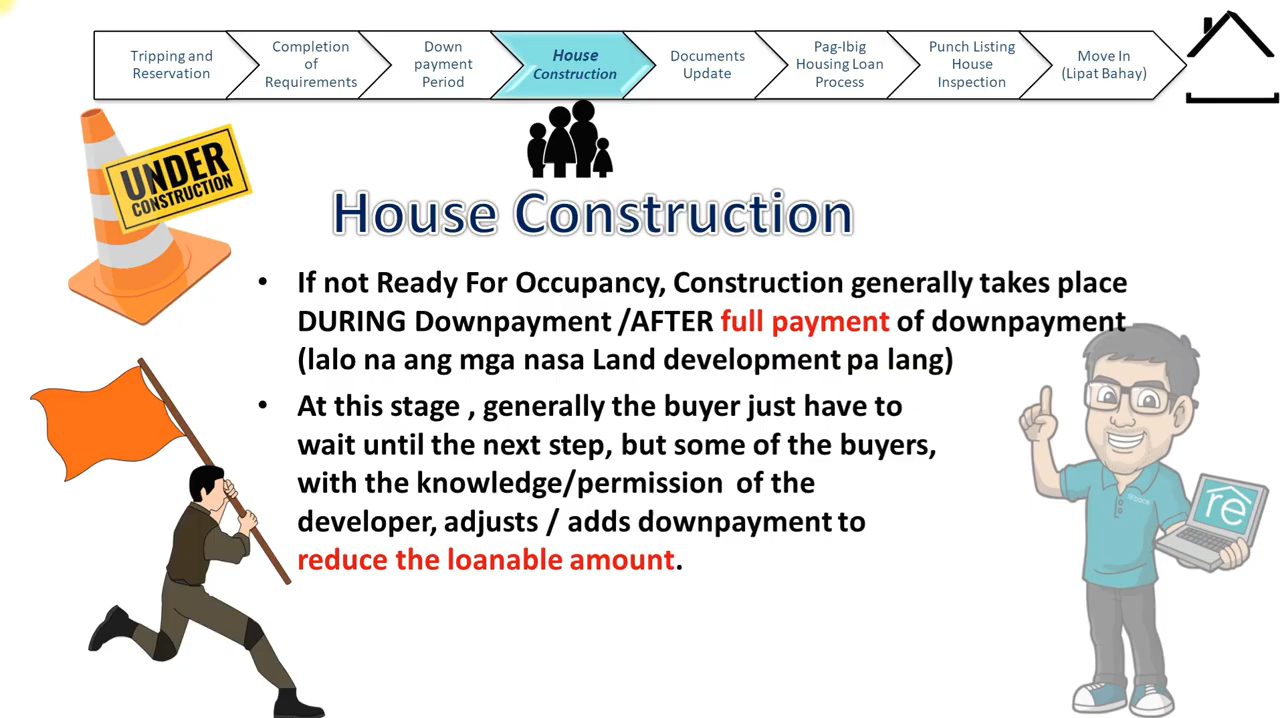 Tripping and
Reservation
Completion
of
Requirements
Down
payment
Period
House
Construction
Documents
Update
Pag-Ibig
Housing Loan
Process
Punch Listing
House
Inspection
Move In
(Lipat Bahay)
UNDER
CONSTRUCTION
House Construction
• If not Ready For Occupancy, Construction generally takes place
DURING Downpayment /AFTER full payment of downpayment
(lalo na ang mga nasa Land development pa lang)
• At this stage , generally the buyer just have to
wait until the next step, but some of the buyers,
with the knowledge/permission of the
developer, adjusts / adds downpayment to
reduce the loanable amount.
re